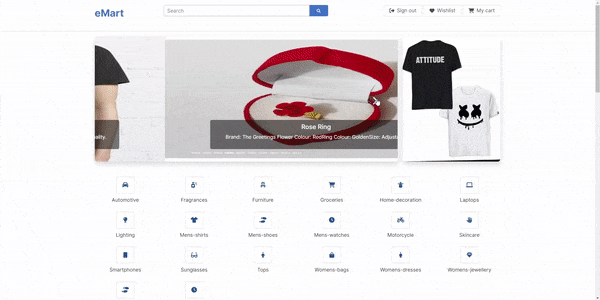 eMart
Search
Sign out
Wishlist
My cart
ATTITUDE
ality.
Rose Ring
Brand: The Greetings Flower Colour: RedRing Colour: GoldenSize: Adjusta
Automotive
Fragrances
Furniture
Groceries
Home-decoration
Laptops
Lighting
Mens-shirts
Mens-shoes
Mens-watches
Motorcycle
Skincare
Smartphones
Sunglasses
Tops
Womens-bags
Womens-dresses
Womens-jewellery